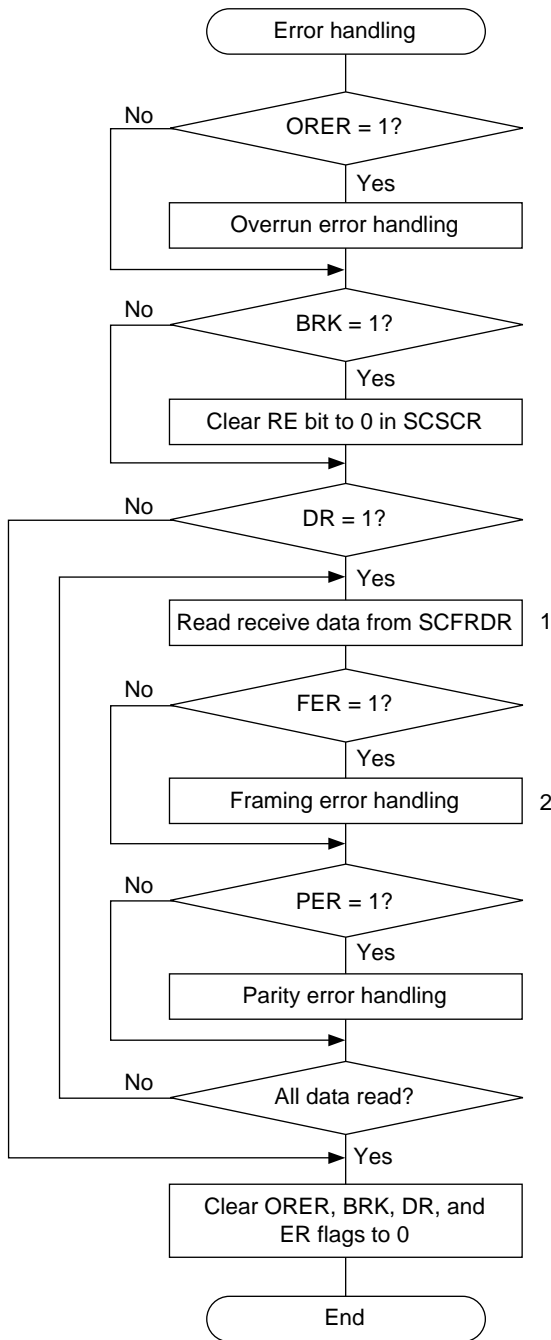 Error handling
No
ORER = 1?
Yes
Overrun error handling
No
BRK = 1?
Yes
Clear RE bit to 0 in SCSCR
No
DR = 1?
Yes
Read receive data from SCFRDR
1
No
FER = 1?
Yes
Framing error handling
2
No
PER = 1?
Yes
Parity error handling
No
All data read?
Yes
Clear ORER, BRK, DR, and
ER flags to 0
End